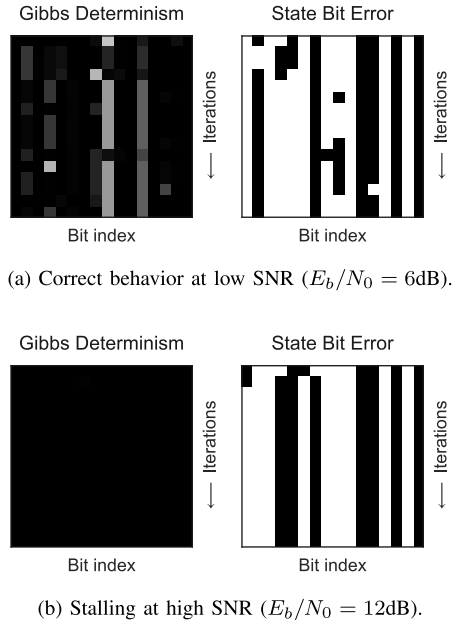 Gibbs Determinism State Bit Error
← Iterations ← Iterations
Bit index Bit index
(a) Correct behavior at low SNR (E_b/N_0 = 6dB).
Gibbs Determinism State Bit Error
← Iterations ← Iterations
Bit index Bit index
(b) Stalling at high SNR (E_b/N_0 = 12dB).